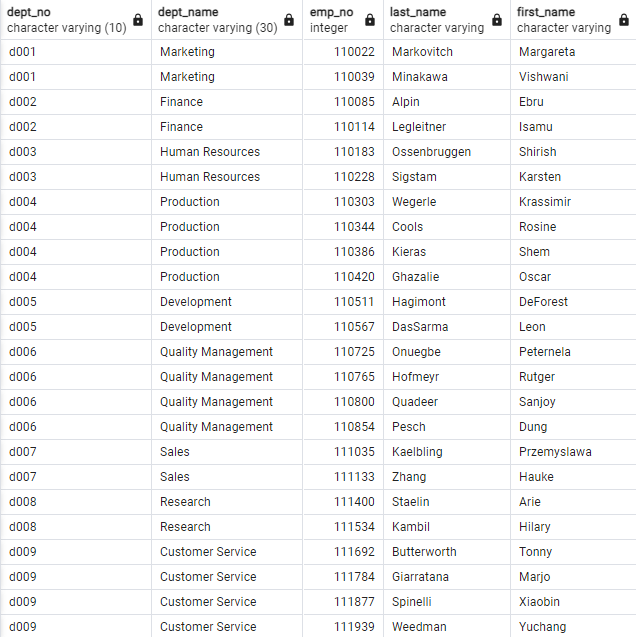 dept_no dept_name emp_no last_name first_name
character varying (10) character varying (30) integer character varying character varying
d001 Marketing 110022 Markovitch Margareta
d001 Marketing 110039 Minakawa Vishwani
d002 Finance 110085 Alpin Ebru
d002 Finance 110114 Legleitner Isamu
d003 Human Resources 110183 Ossenbruggen Shirish
d003 Human Resources 110228 Sigstam Karsten
d004 Production 110303 Wegerle Krassimir
d004 Production 110344 Cools Rosine
d004 Production 110386 Kieras Shem
d004 Production 110420 Ghazalie Oscar
d005 Development 110511 Hagimont DeForest
d005 Development 110567 DasSarma Leon
d006 Quality Management 110725 Onuegbe Peternela
d006 Quality Management 110765 Hofmeyr Rutger
d006 Quality Management 110800 Quadeer Sanjoy
d006 Quality Management 110854 Pesch Dung
d007 Sales 111035 Kaelbling Przemyslawa
d007 Sales 111133 Zhang Hauke
d008 Research 111400 Staelin Arie
d008 Research 111534 Kambil Hilary
d009 Customer Service 111692 Butterworth Tonny
d009 Customer Service 111784 Giarratana Marjo
d009 Customer Service 111877 Spinelli Xiaobin
d009 Customer Service 111939 Weedman Yuchang